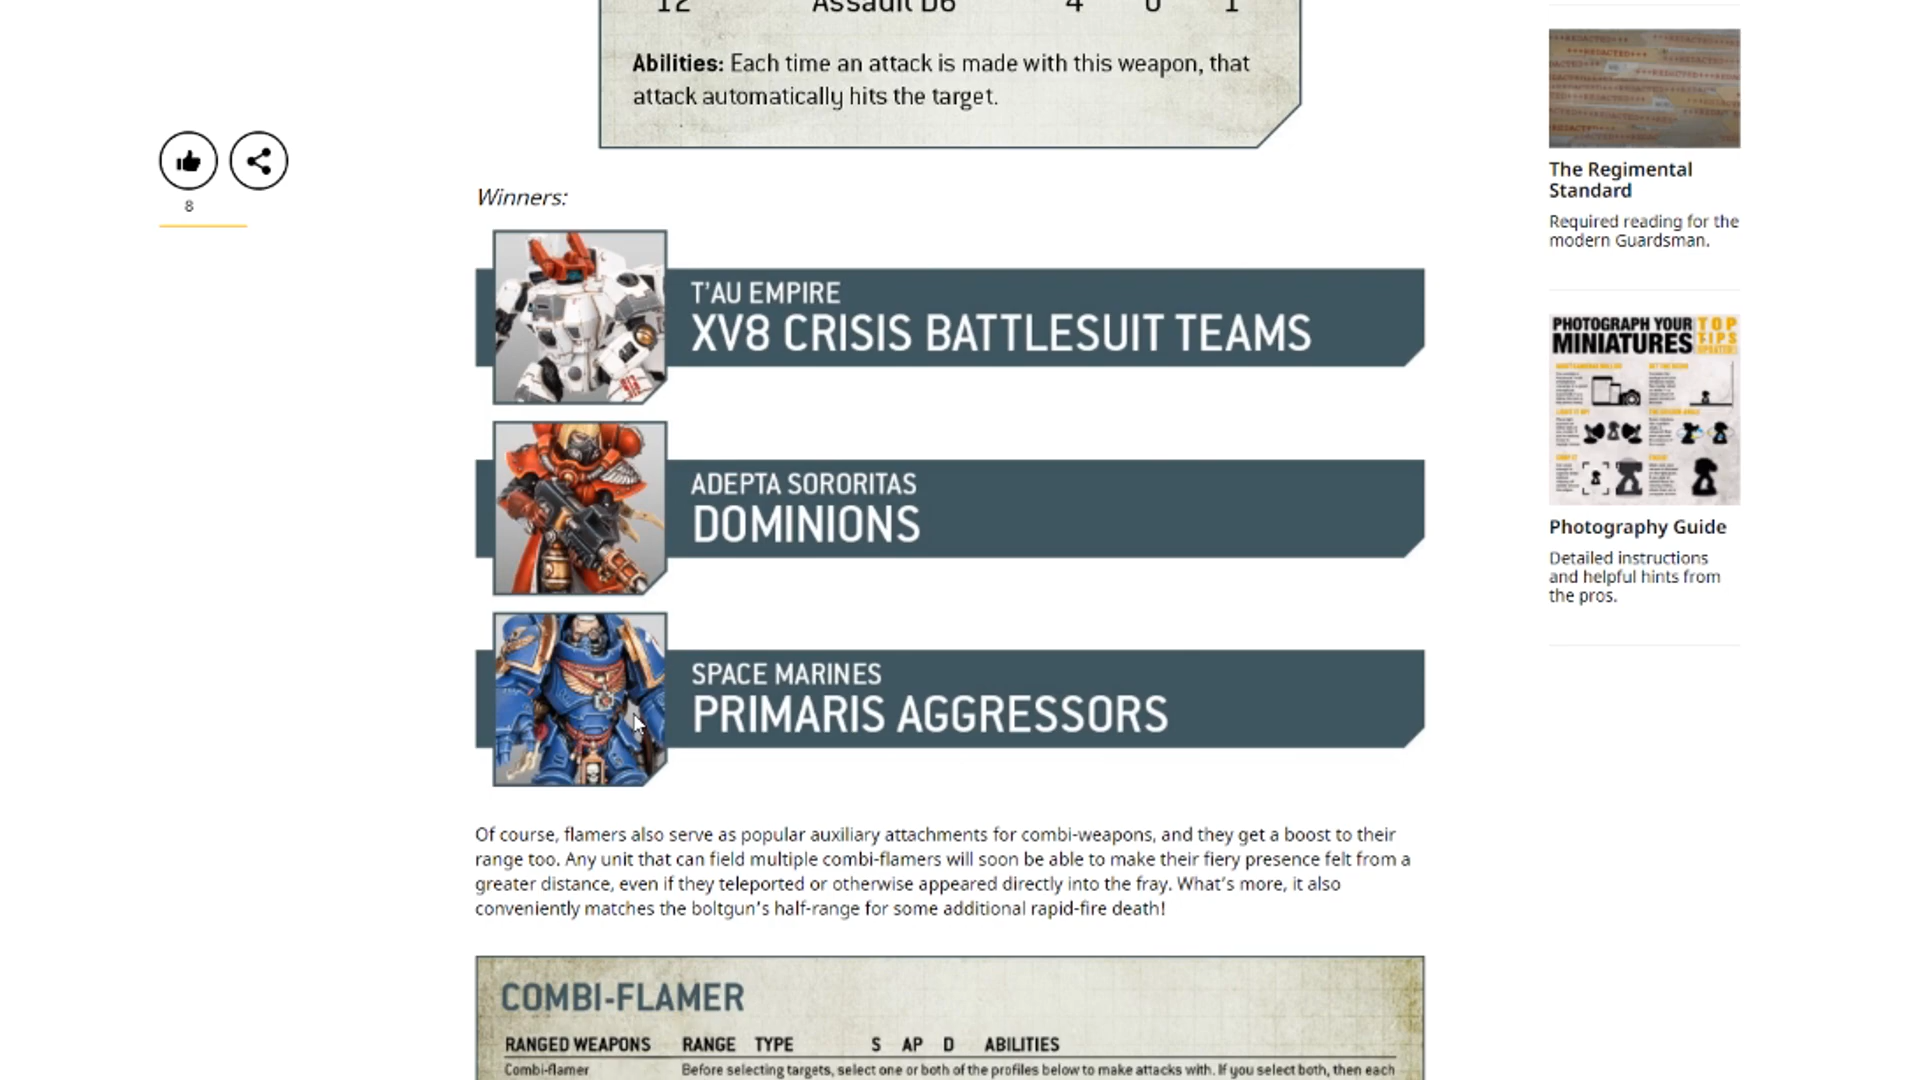 12" Assault D6 4 0 1
Abilities: Each time an attack is made with this weapon, that
attack automatically hits the target.
8
Winners:
T'AU EMPIRE
XV8 CRISIS BATTLESUIT TEAMS
ADEPTA SORORITAS
DOMINIONS
SPACE MARINES
PRIMARIS AGGRESSORS
Of course, flamers also serve as popular auxiliary attachments for combi-weapons, and they get a boost to their
range too. Any unit that can field multiple combi-flamers will soon be able to make their fiery presence felt from a
greater distance, even if they teleported or otherwise appeared directly into the fray. What's more, it also
conveniently matches the boltgun's half-range for some additional rapid-fire death!
COMBI-FLAMER
RANGED WEAPONS RANGE TYPE S AP D ABILITIES
Combi-flamer Before selecting targets, select one or both of the profiles below to make attacks with. If you select both, then each
+++REDACTED+++
The Regimental
Standard
Required reading for the
modern Guardsman.
PHOTOGRAPH YOUR TOP
MINIATURES TIPS
Photography Guide
Detailed instructions
and helpful hints from
the pros.